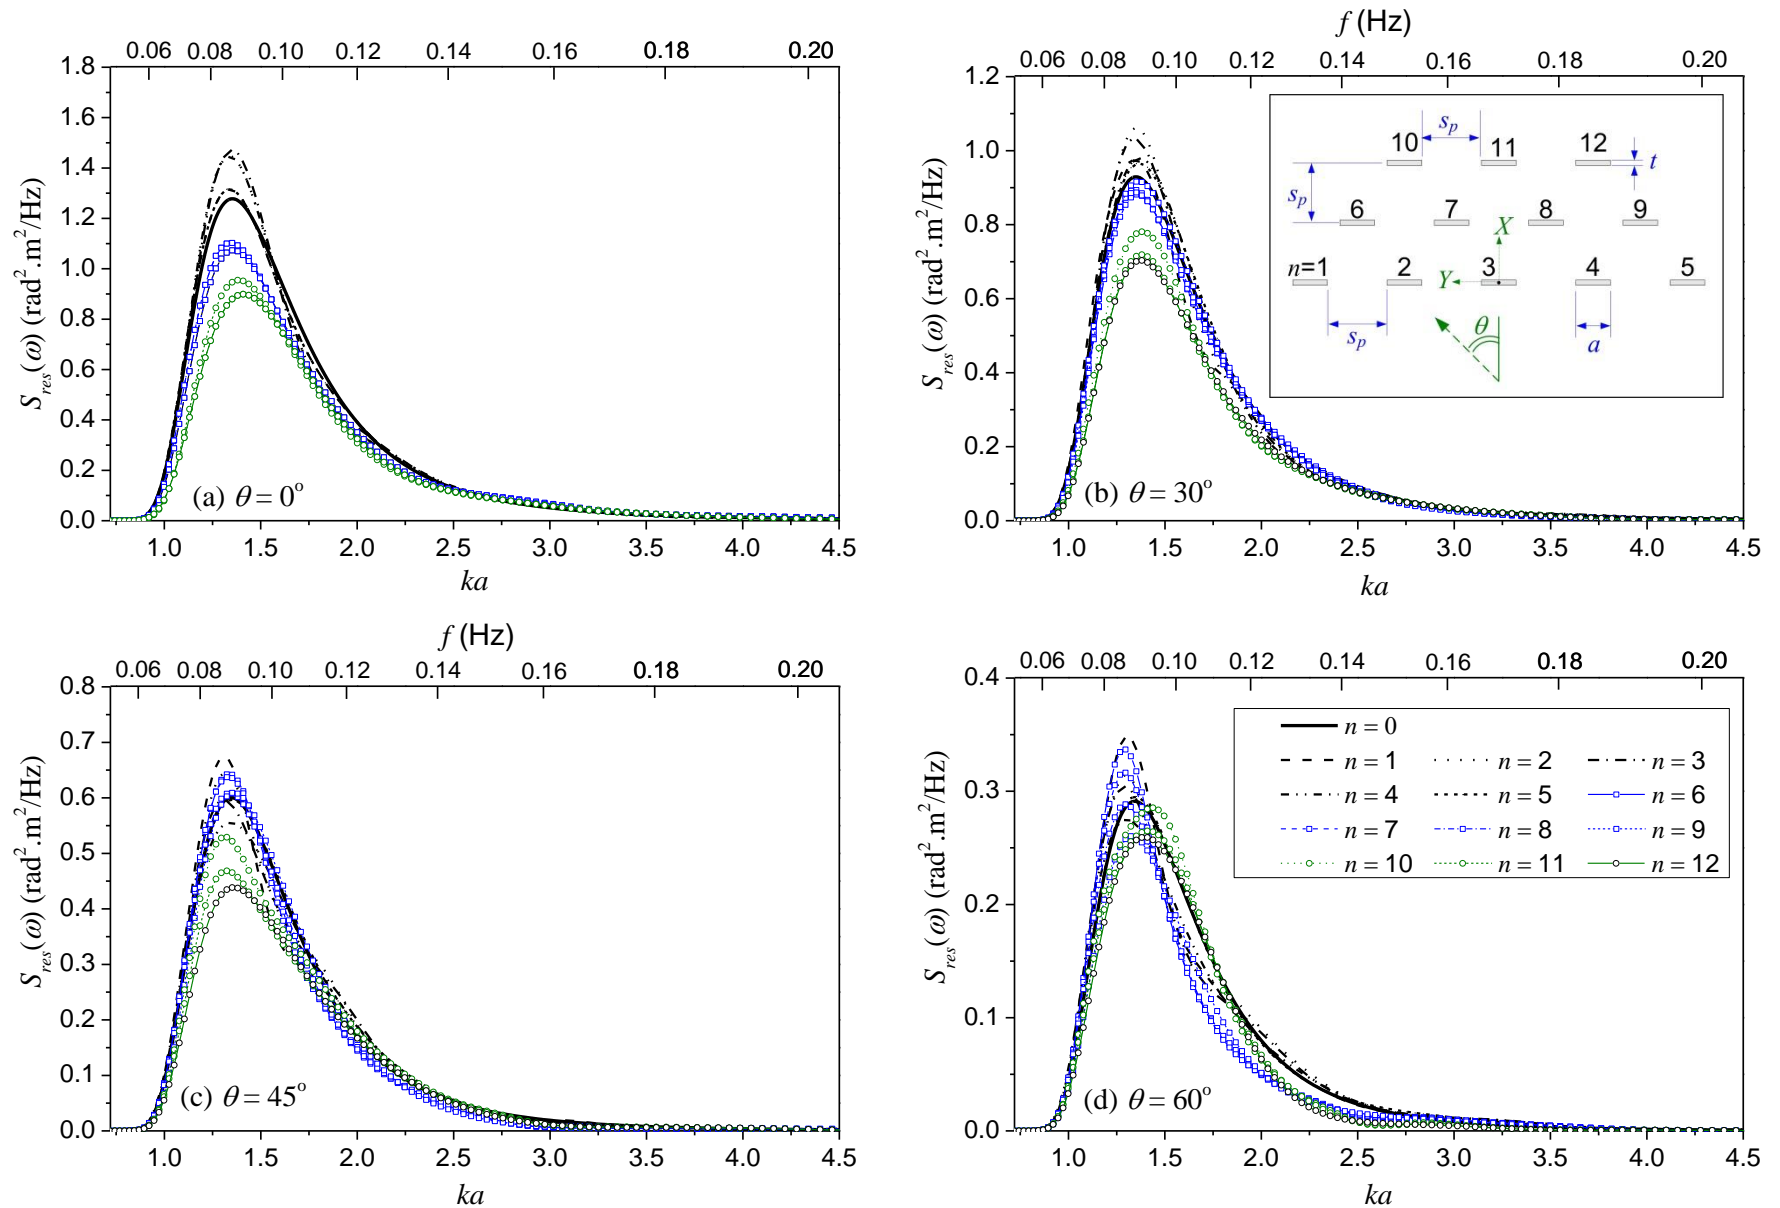 0.06 0.08 0.10 0.12 0.14 0.16 0.18 0.20
1.8
1.6
1.4
1.2
1.0
0.8
0.6
0.4
0.2
0.0
S_res(ω) (rad².m²/Hz)
(a) θ = 0°
1.0 1.5 2.0 2.5 3.0 3.5 4.0 4.5
ka
f (Hz)
0.06 0.08 0.10 0.12 0.14 0.16 0.18 0.20
1.2
1.0
0.8
0.6
0.4
0.2
0.0
S_res(ω) (rad².m²/Hz)
s_p
10 11 12
t
s_p
6 7 8 9
X
n=1 2 3 4 5
Y
θ
s_p
a
(b) θ = 30°
1.0 1.5 2.0 2.5 3.0 3.5 4.0 4.5
ka
f (Hz)
0.06 0.08 0.10 0.12 0.14 0.16 0.18 0.20
0.8
0.7
0.6
0.5
0.4
0.3
0.2
0.1
0.0
S_res(ω) (rad².m²/Hz)
(c) θ = 45°
1.0 1.5 2.0 2.5 3.0 3.5 4.0 4.5
ka
0.06 0.08 0.10 0.12 0.14 0.16 0.18 0.20
0.4
0.3
0.2
0.1
0.0
S_res(ω) (rad².m²/Hz)
n = 0
n = 1 n = 2 n = 3
n = 4 n = 5 n = 6
n = 7 n = 8 n = 9
n = 10 n = 11 n = 12
(d) θ = 60°
1.0 1.5 2.0 2.5 3.0 3.5 4.0 4.5
ka